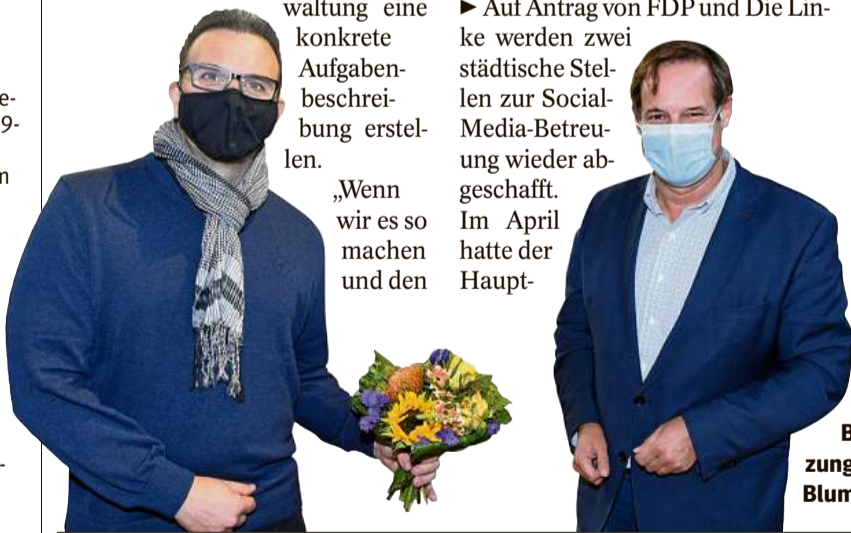 e-
9-
m
-
waltung eine
konkrete
Aufgaben-
beschrei-
bung erstel-
len.
„Wenn
wir es so
machen
und den
► Auf Antrag von FDP und Die Lin-
ke werden zwei
städtische Stel-
len zur Social-
Media-Betreu-
ung wieder ab-
geschafft.
Im April
hatte der
Haupt-
B
zung
Blum